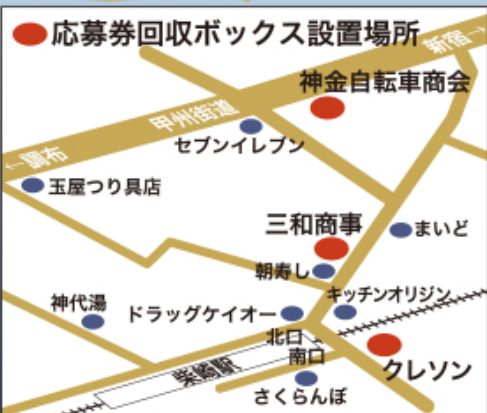 応募券回収ボックス設置場所
新宿→
神金自転車商会
甲州街道
セブンイレブン
←調布
玉屋つり具店
三和商事
まいど
朝寿し
キッチンオリジン
神代湯
ドラッグケイオー
北口
南口
柴崎駅
クレソン
さくらんぼ